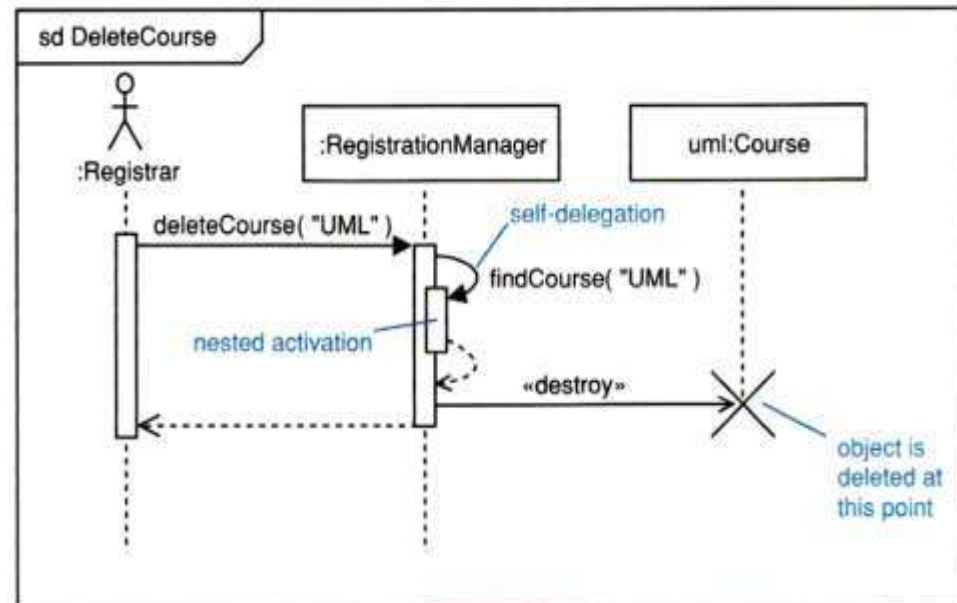 sd DeleteCourse
:Registrar
:RegistrationManager
uml:Course
deleteCourse( "UML" )
self-delegation
findCourse( "UML" )
nested activation
«destroy»
object is
deleted at
this point